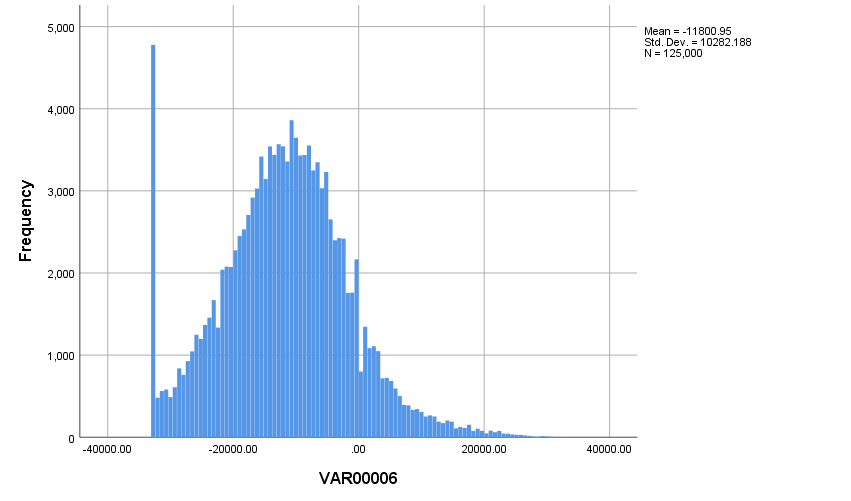 5,000
Mean = -11800.95
Std. Dev. = 10282.188
N = 125,000
4,000
3,000
Frequency
2,000
1,000
0
-40000.00 -20000.00 .00 20000.00 40000.00
VAR00006